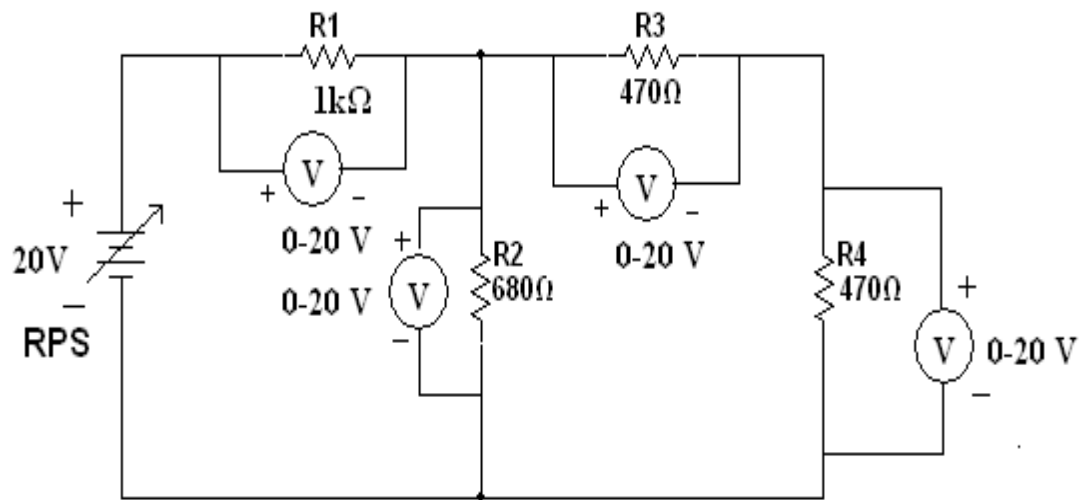 R1
1kΩ
R3
470Ω
V
+ −
0-20 V
V
+ −
0-20 V
+
20V
−
RPS
+
V
−
0-20 V
R2
680Ω
R4
470Ω
+
V
−
0-20 V